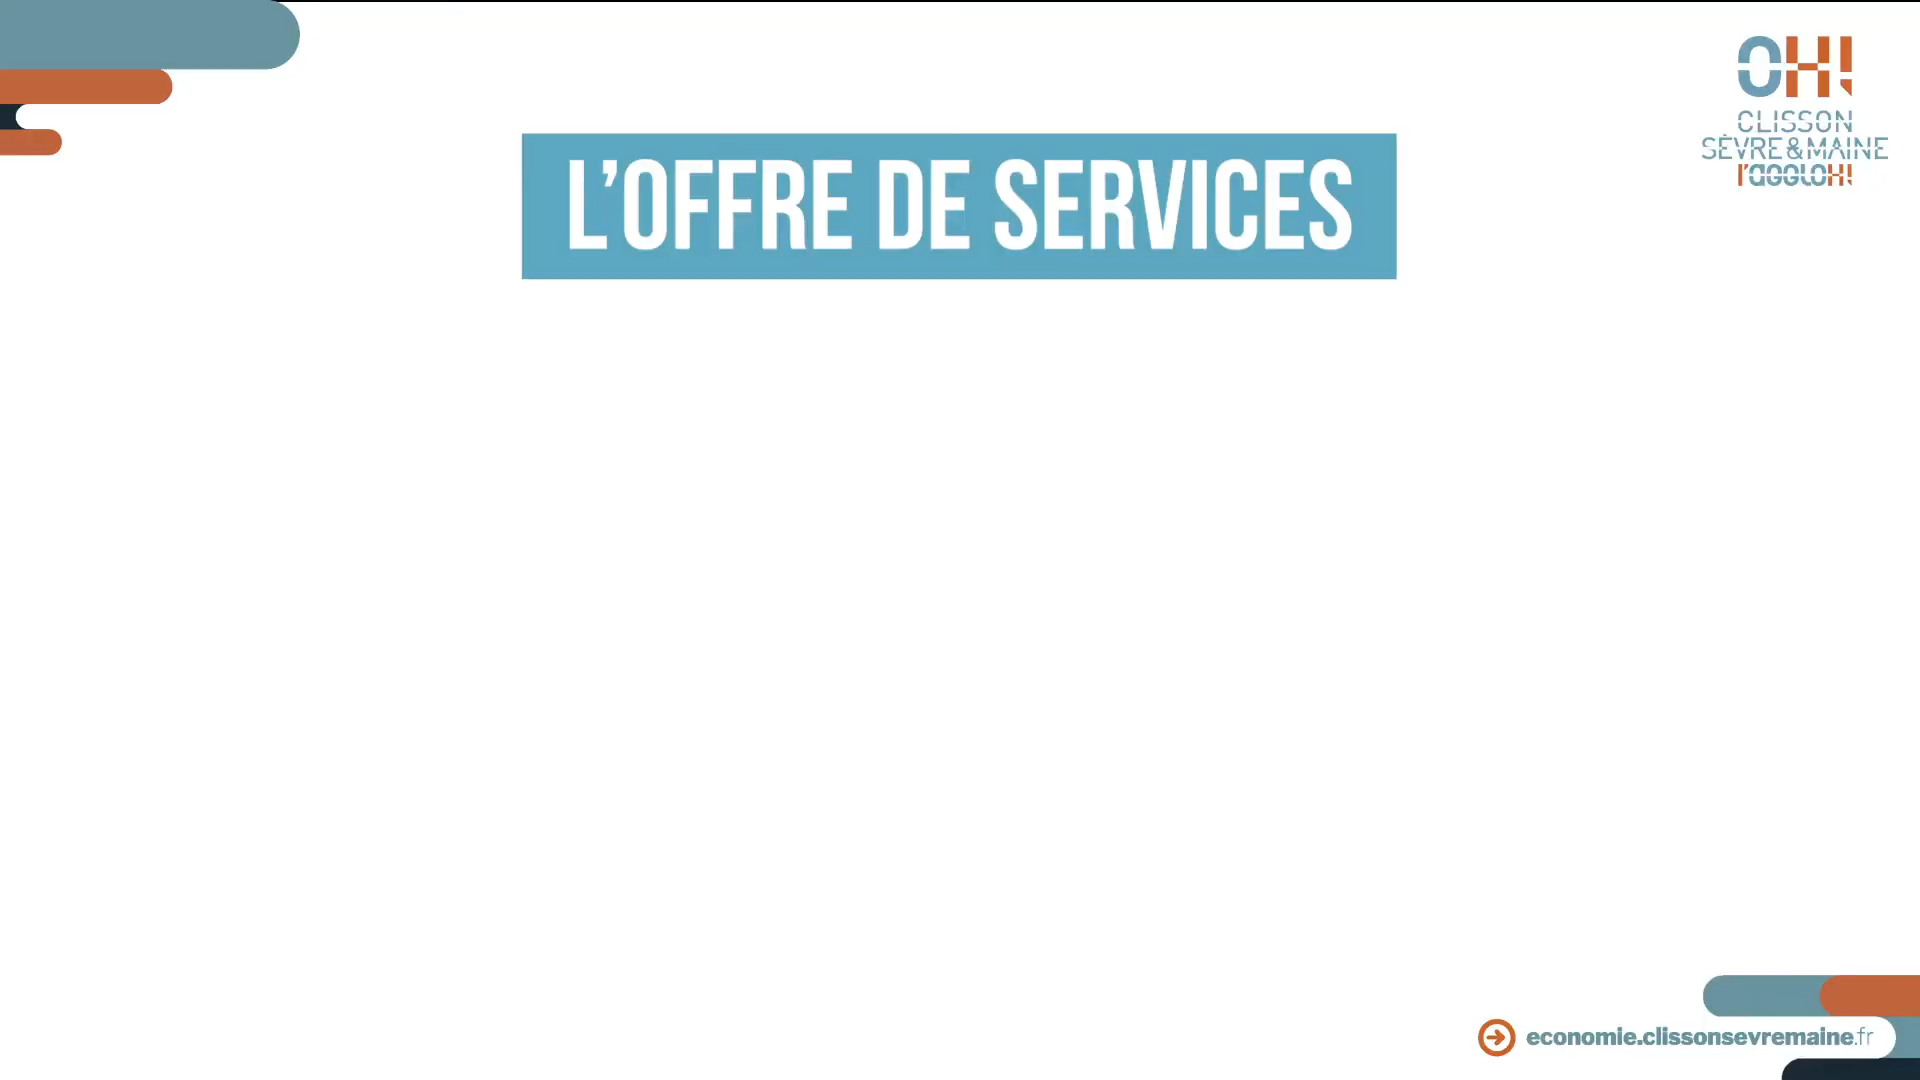 OH!
CLISSON
SÈVRE&MAINE
l'aggloH!
L'OFFRE DE SERVICES
economie.clissonsevremaine.fr